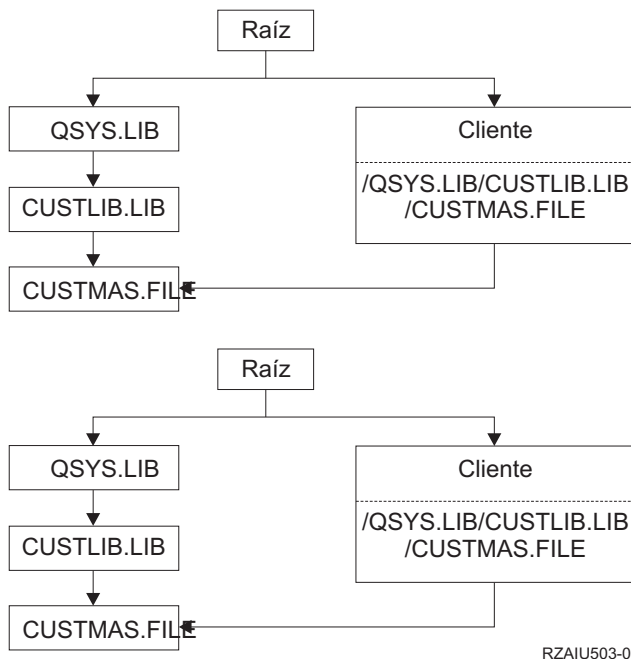 Raíz
QSYS.LIB
Cliente
CUSTLIB.LIB
/QSYS.LIB/CUSTLIB.LIB
/CUSTMAS.FILE
CUSTMAS.FILE
Raíz
QSYS.LIB
Cliente
CUSTLIB.LIB
/QSYS.LIB/CUSTLIB.LIB
/CUSTMAS.FILE
CUSTMAS.FILE
RZAIU503-0